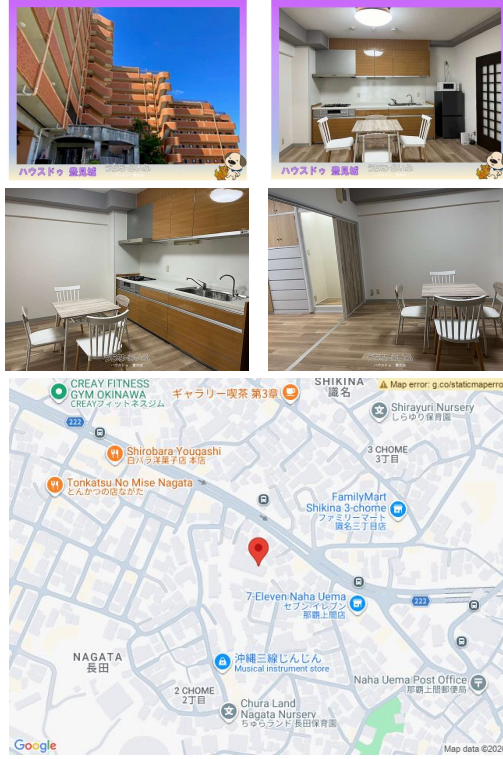 ハウスドゥ 豊見城
ハウスドゥ 豊見城
CREAY FITNESS
GYM OKINAWA
CREAYフィットネスジム
ギャラリー喫茶 第3章
SHIKINA
識名
Map error: g.co/staticmaperro
Shirayuri Nursery
しらゆり保育園
222
Shirobara Yougashi
白バラ洋菓子店 本店
3 CHOME
3丁目
Tonkatsu No Mise Nagata
とんかつの店ながた
FamilyMart
Shikina 3-chome
ファミリーマート
識名三丁目店
7-Eleven Naha Uema
セブン-イレブン
那覇上間店
222
NAGATA
長田
沖縄三線じんじん
Musical instrument store
Naha Uema Post Office
那覇上間郵便局
2 CHOME
2丁目
Chura Land
Nagata Nursery
ちゅらランド 長田保育園
Google
Map data ©2026